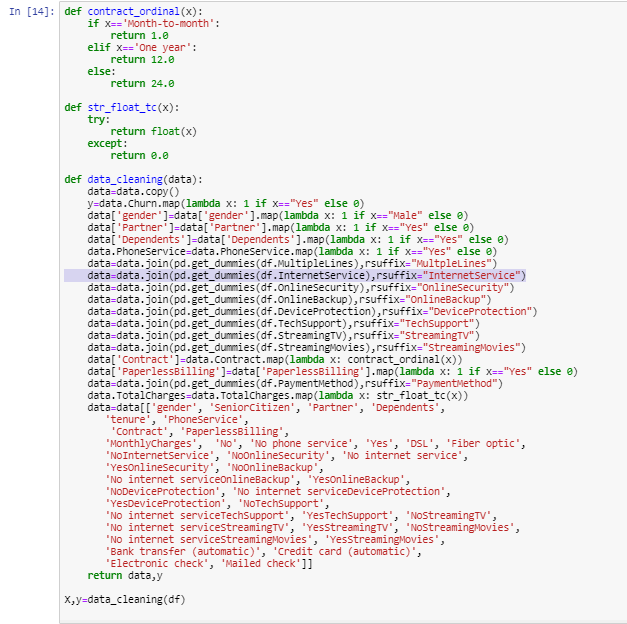 In [14]: def contract_ordinal(x):
    if x=='Month-to-month':
        return 1.0
    elif x=='One year':
        return 12.0
    else:
        return 24.0

def str_float_tc(x):
    try:
        return float(x)
    except:
        return 0.0

def data_cleaning(data):
    data=data.copy()
    y=data.Churn.map(lambda x: 1 if x=="Yes" else 0)
    data['gender']=data['gender'].map(lambda x: 1 if x=="Male" else 0)
    data['Partner']=data['Partner'].map(lambda x: 1 if x=="Yes" else 0)
    data['Dependents']=data['Dependents'].map(lambda x: 1 if x=="Yes" else 0)
    data.PhoneService=data.PhoneService.map(lambda x: 1 if x=="Yes" else 0)
    data=data.join(pd.get_dummies(df.MultipleLines),rsuffix="MultpleLines")
    data=data.join(pd.get_dummies(df.InternetService),rsuffix="InternetService")
    data=data.join(pd.get_dummies(df.OnlineSecurity),rsuffix="OnlineSecurity")
    data=data.join(pd.get_dummies(df.OnlineBackup),rsuffix="OnlineBackup")
    data=data.join(pd.get_dummies(df.DeviceProtection),rsuffix="DeviceProtection")
    data=data.join(pd.get_dummies(df.TechSupport),rsuffix="TechSupport")
    data=data.join(pd.get_dummies(df.StreamingTV),rsuffix="StreamingTV")
    data=data.join(pd.get_dummies(df.StreamingMovies),rsuffix="StreamingMovies")
    data['Contract']=data.Contract.map(lambda x: contract_ordinal(x))
    data['PaperlessBilling']=data['PaperlessBilling'].map(lambda x: 1 if x=="Yes" else 0)
    data=data.join(pd.get_dummies(df.PaymentMethod),rsuffix="PaymentMethod")
    data.TotalCharges=data.TotalCharges.map(lambda x: str_float_tc(x))
    data=data[['gender', 'SeniorCitizen', 'Partner', 'Dependents',
       'tenure', 'PhoneService',
        'Contract', 'PaperlessBilling',
       'MonthlyCharges', 'No', 'No phone service', 'Yes', 'DSL', 'Fiber optic',
       'NoInternetService', 'NoOnlineSecurity', 'No internet service',
       'YesOnlineSecurity', 'NoOnlineBackup',
       'No internet serviceOnlineBackup', 'YesOnlineBackup',
       'NoDeviceProtection', 'No internet serviceDeviceProtection',
       'YesDeviceProtection', 'NoTechSupport',
       'No internet serviceTechSupport', 'YesTechSupport', 'NoStreamingTV',
       'No internet serviceStreamingTV', 'YesStreamingTV', 'NoStreamingMovies',
       'No internet serviceStreamingMovies', 'YesStreamingMovies',
       'Bank transfer (automatic)', 'Credit card (automatic)',
       'Electronic check', 'Mailed check']]
    return data,y

X,y=data_cleaning(df)